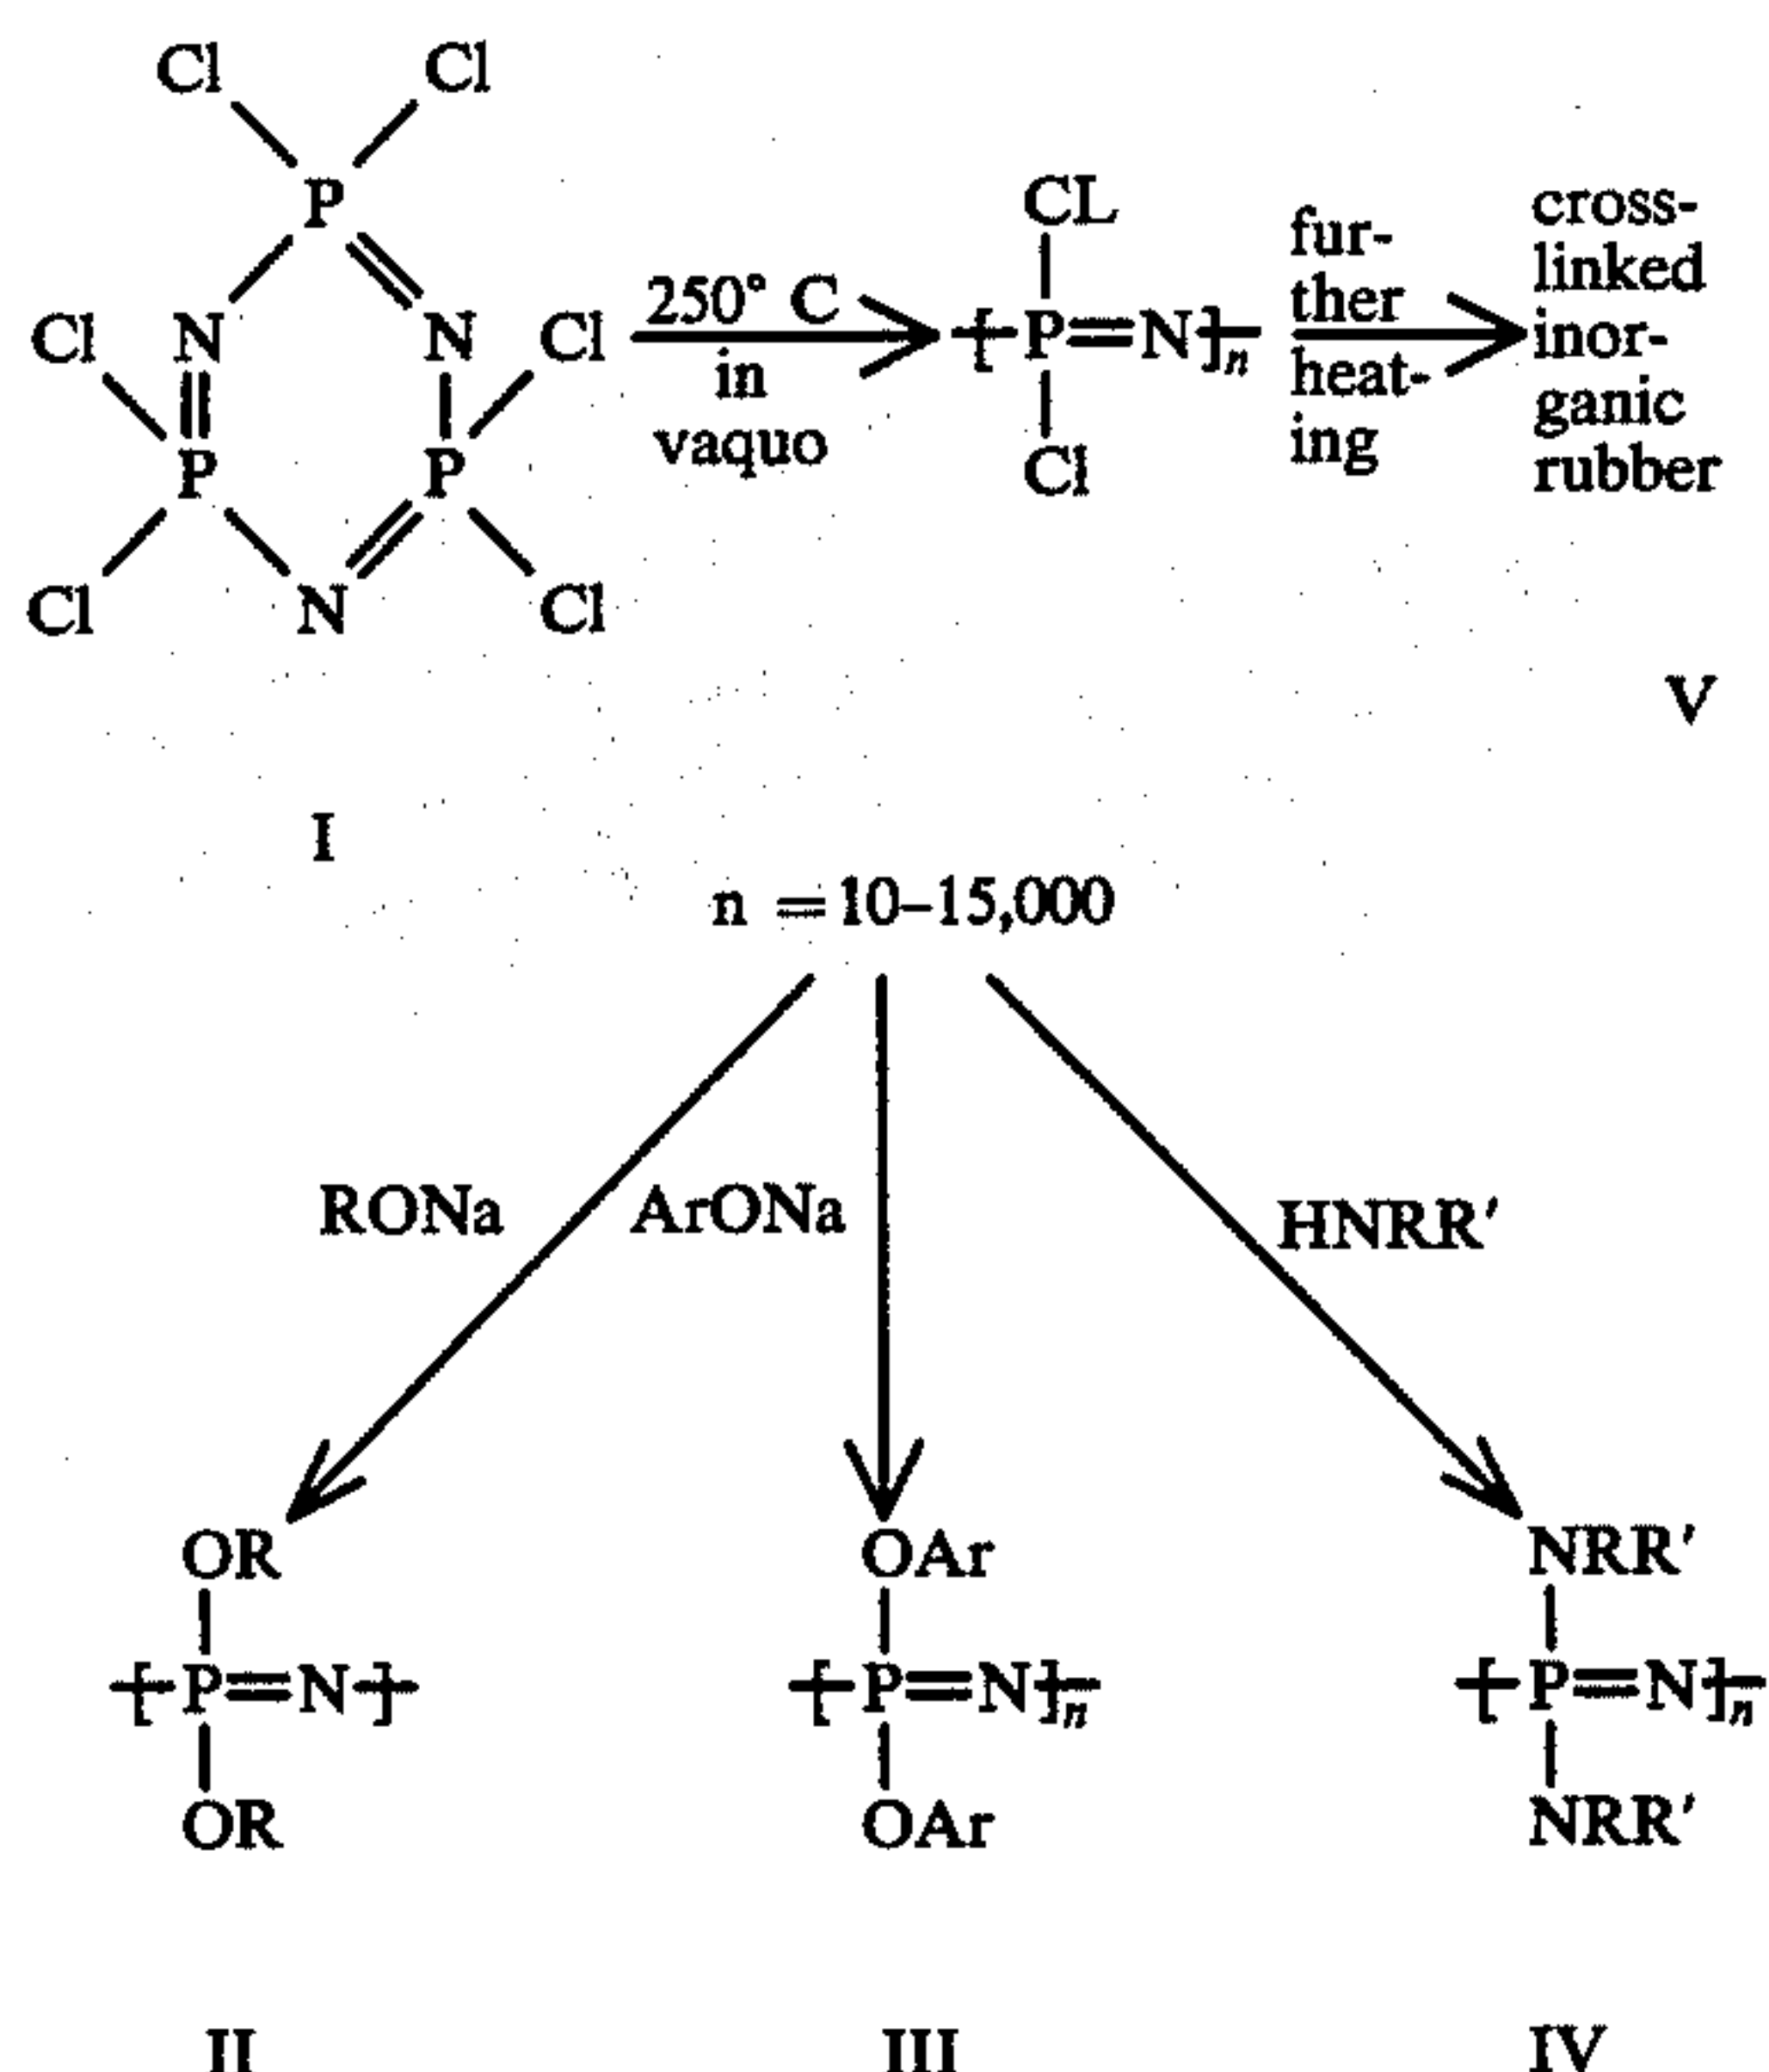 Cl Cl
P
Cl N N Cl
P P
Cl N Cl
I
250° C
in
vaquo
CL
[P=N]n
Cl
fur-
ther
heat-
ing
cross-
linked
inor-
ganic
rubber
V
n = 10–15,000
RONa ArONa HNRR'
OR
[P=N]
OR
II
OAr
[P=N]n
OAr
III
NRR'
[P=N]n
NRR'
IV